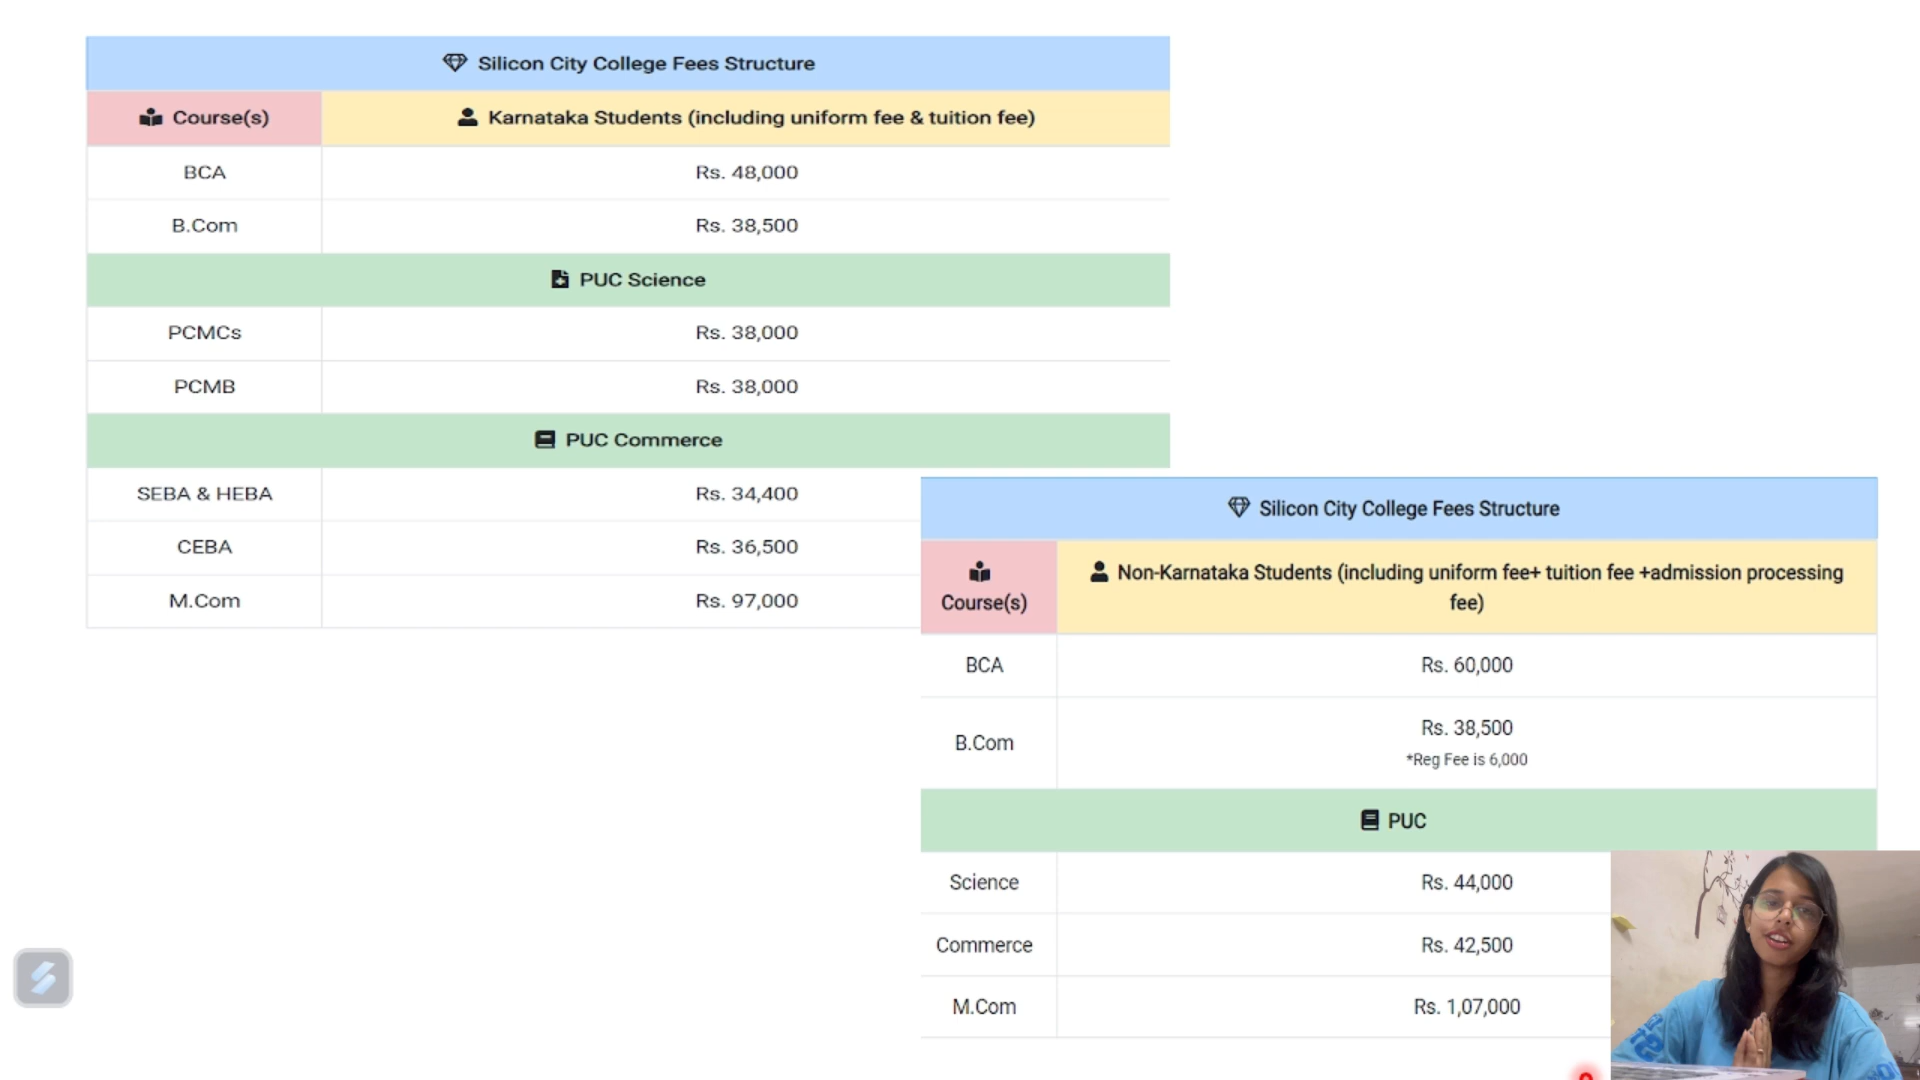 Silicon City College Fees Structure
Course(s) Karnataka Students (including uniform fee & tuition fee)
BCA Rs. 48,000
B.Com Rs. 38,500
PUC Science
PCMCs Rs. 38,000
PCMB Rs. 38,000
PUC Commerce
SEBA & HEBA Rs. 34,400
CEBA Rs. 36,500
M.Com Rs. 97,000
Silicon City College Fees Structure
Course(s) Non-Karnataka Students (including uniform fee+ tuition fee +admission processing
fee)
BCA Rs. 60,000
B.Com Rs. 38,500
*Reg Fee is 6,000
PUC
Science Rs. 44,000
Commerce Rs. 42,500
M.Com Rs. 1,07,000